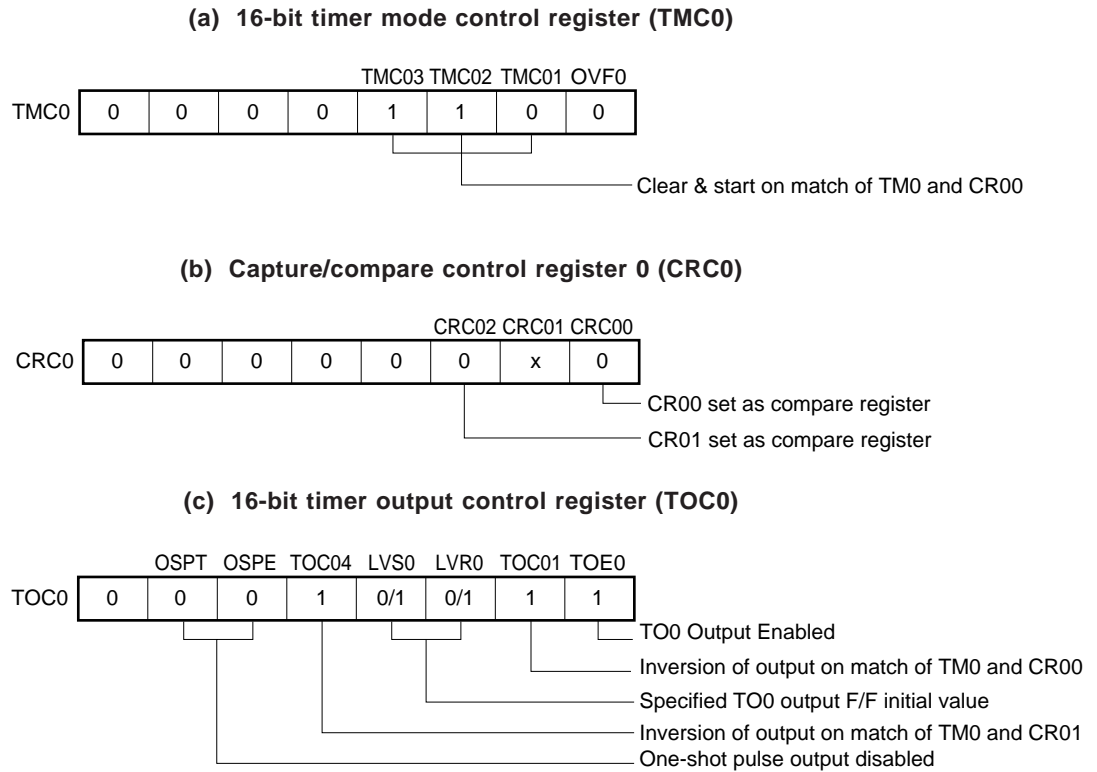 (a) 16-bit timer mode control register (TMC0)
TMC03 TMC02 TMC01 OVF0
TMC0 0 0 0 0 1 1 0 0
Clear & start on match of TM0 and CR00
(b) Capture/compare control register 0 (CRC0)
CRC02 CRC01 CRC00
CRC0 0 0 0 0 0 0 x 0
CR00 set as compare register
CR01 set as compare register
(c) 16-bit timer output control register (TOC0)
OSPT OSPE TOC04 LVS0 LVR0 TOC01 TOE0
TOC0 0 0 0 1 0/1 0/1 1 1
TO0 Output Enabled
Inversion of output on match of TM0 and CR00
Specified TO0 output F/F initial value
Inversion of output on match of TM0 and CR01
One-shot pulse output disabled